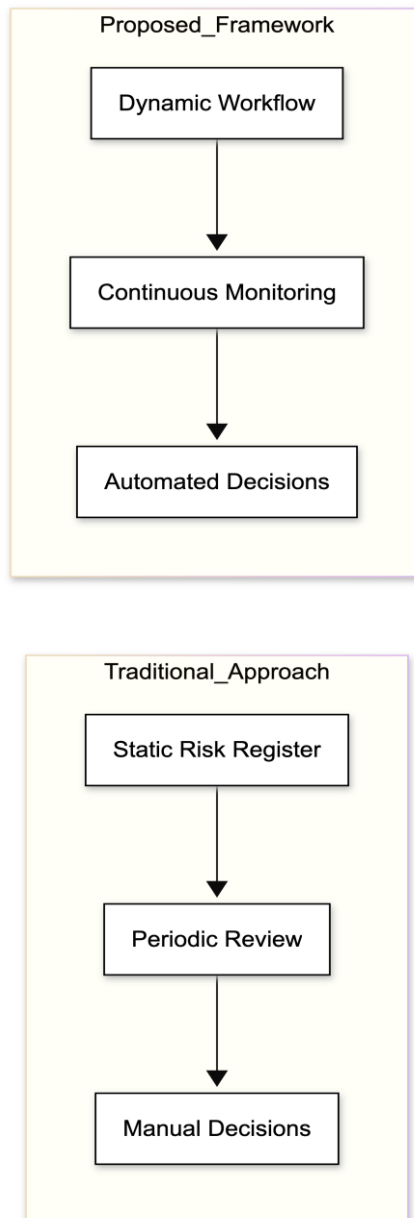 Proposed_Framework
Dynamic Workflow
Continuous Monitoring
Automated Decisions
Traditional_Approach
Static Risk Register
Periodic Review
Manual Decisions